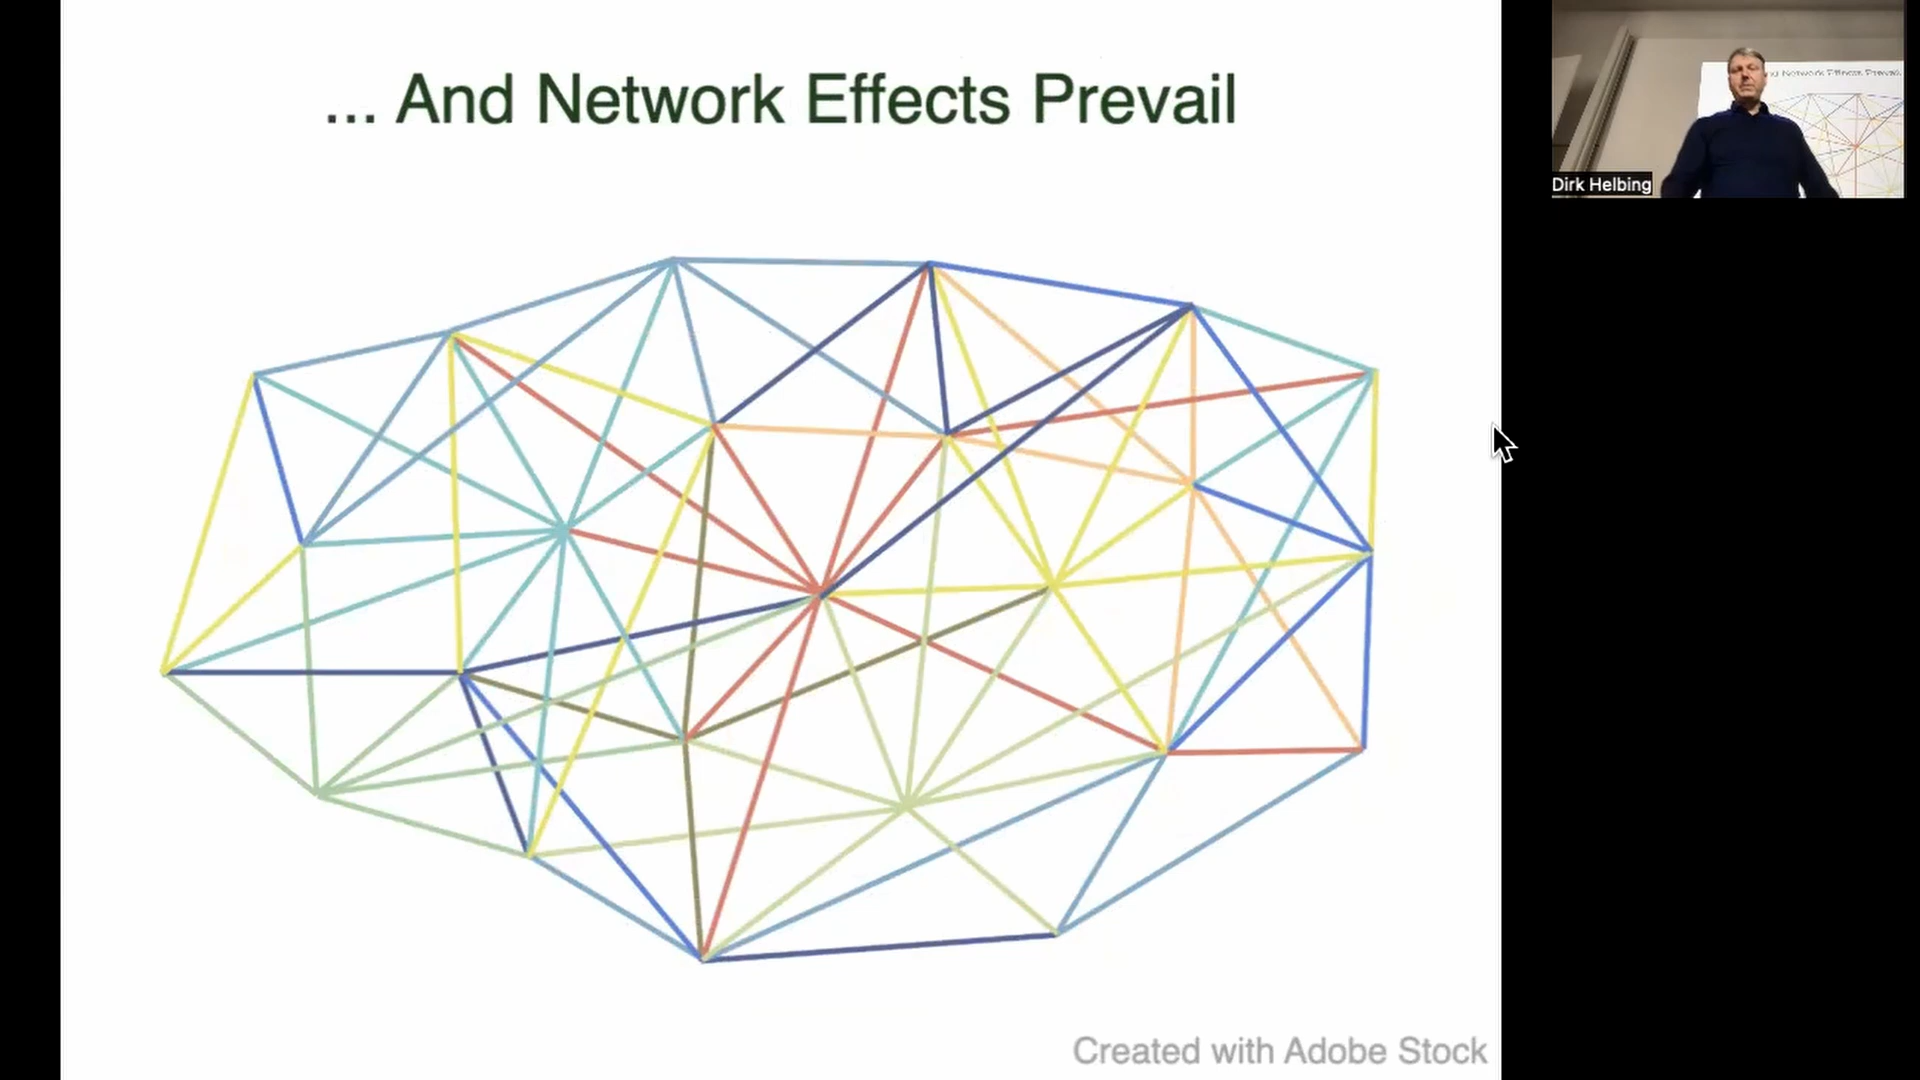 ... And Network Effects Prevail
Dirk Helbing
Created with Adobe Stock